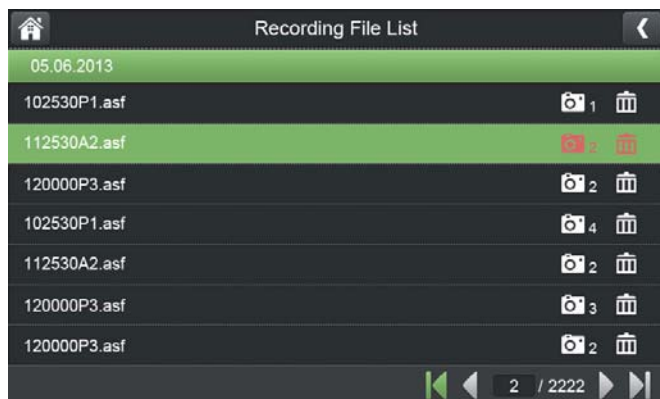 Recording File List
05.06.2013
102530P1.asf 1
112530A2.asf 2
120000P3.asf 2
102530P1.asf 4
112530A2.asf 2
120000P3.asf 3
120000P3.asf 2
2 / 2222